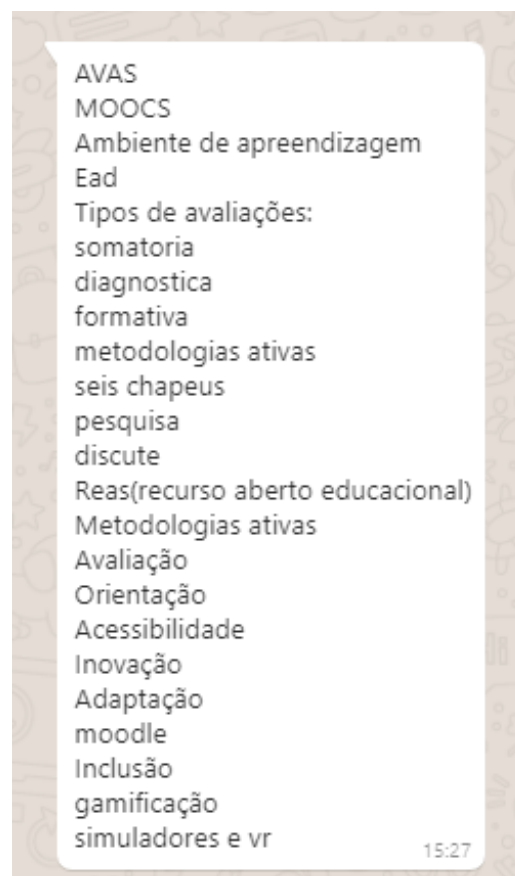 AVAS
MOOCS
Ambiente de apreendizagem
Ead
Tipos de avaliações:
somatoria
diagnostica
formativa
metodologias ativas
seis chapeus
pesquisa
discute
Reas(recurso aberto educacional)
Metodologias ativas
Avaliação
Orientação
Acessibilidade
Inovação
Adaptação
moodle
Inclusão
gamificação
simuladores e vr
15:27